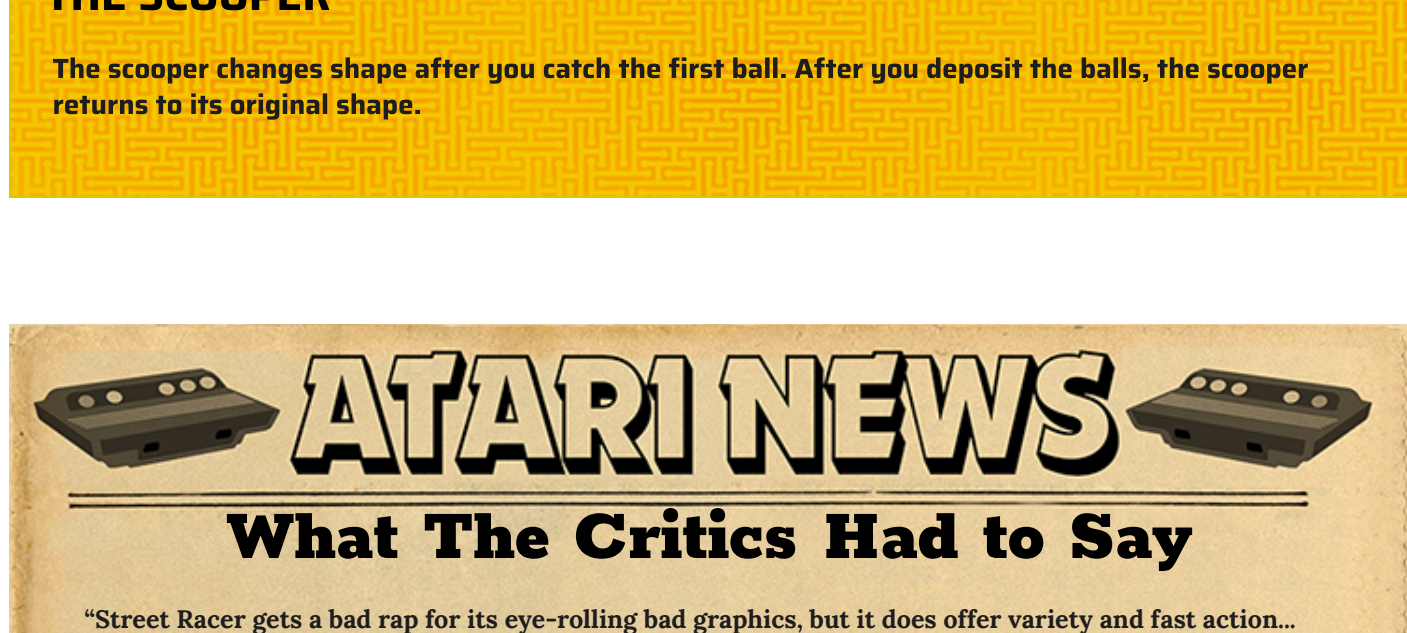 THE SCOOPER
The scooper changes shape after you catch the first ball. After you deposit the balls, the scooper
returns to its original shape.
ATARI NEWS
What The Critics Had to Say
“Street Racer gets a bad rap for its eye-rolling bad graphics, but it does offer variety and fast action...